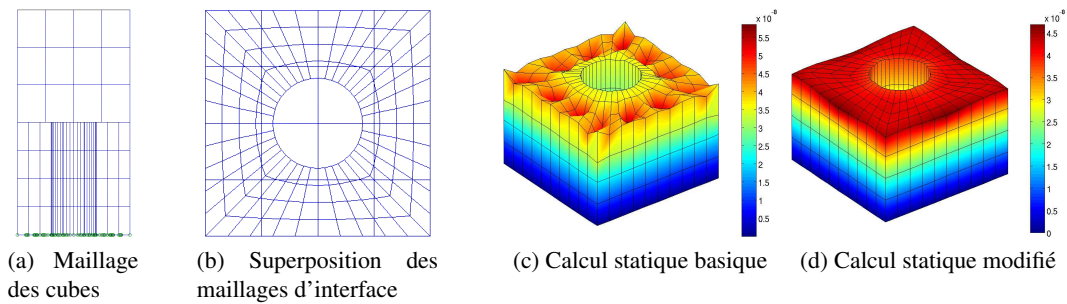 x 10⁻⁸
5.5
5
4.5
4
3.5
3
2.5
2
1.5
1
0.5
x 10⁻⁸
4.5
4
3.5
3
2.5
2
1.5
1
0.5
0
(a) Maillage
des cubes
(b) Superposition des
maillages d'interface
(c) Calcul statique basique
(d) Calcul statique modifié